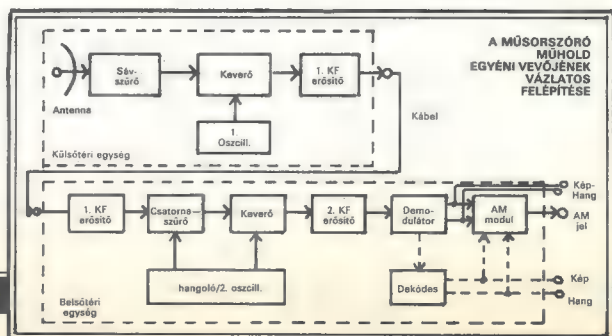 A MŰSORSZÓRÓ
MŰHOLD
EGYÉNI VEVŐJÉNEK
VÁZLATOS
FELÉPÍTÉSE
Antenna
Sáv-
szűrő
Keverő
1. KF
erősítő
1.
Oszcill.
Kábel
Külsőtéri egység
1. KF
erősítő
Csatorna-
szűrő
Keverő
2. KF
erősítő
Demo-
dulátor
AM
modul
Kép-
Hang
AM
jel
hangoló/2. oszcill.
Dekódes
Kép
Hang
Belsőtéri
egység